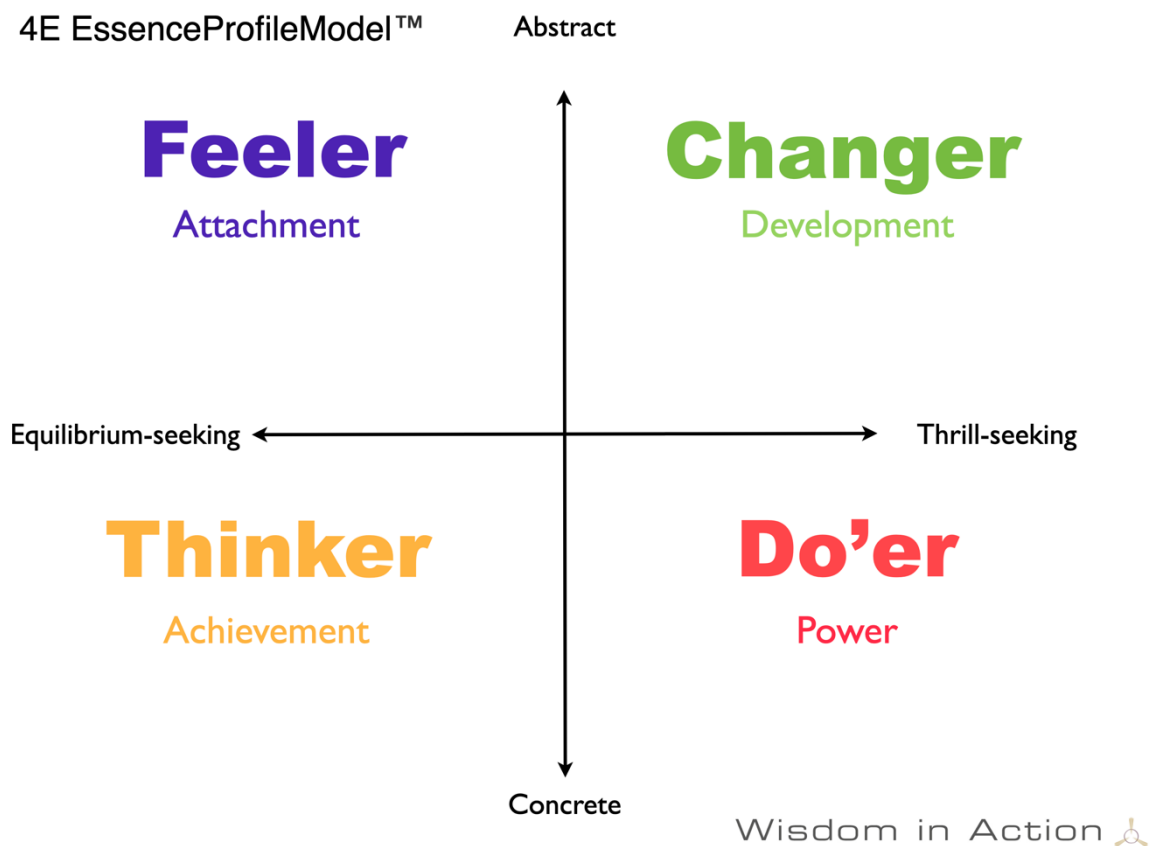 4E EssenceProfileModel™
Abstract
Feeler
Changer
Attachment
Development
Equilibrium-seeking
Thrill-seeking
Thinker
Do’er
Achievement
Power
Concrete
Wisdom in Action